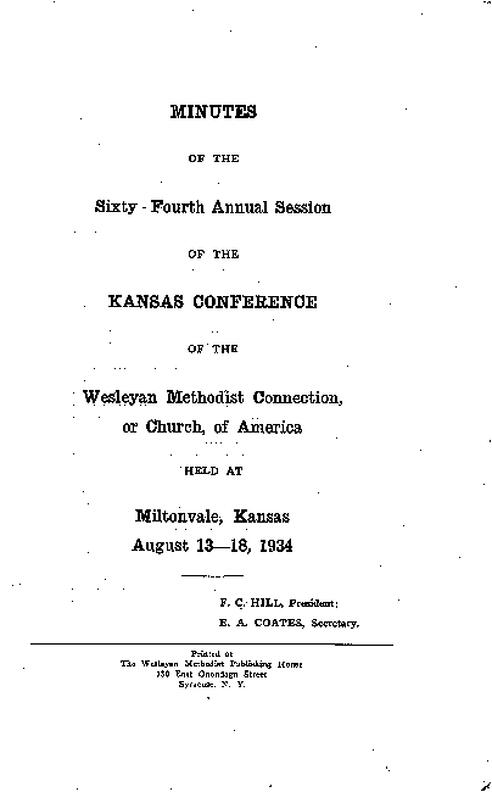 MINUTES
OF THE
Sixty - Fourth Annual Session
OF THE
KANSAS CONFERENCE
OF THE
Wesleyan Methodist Connection,
or Church, of America
HELD AT
Miltonvale, Kansas
August 13—18, 1934
F. C. HILL, President;
E. A. COATES, Secretary.
Printed at
The Wesleyan Methodist Publishing House
330 East Onondaga Street
Syracuse, N. Y.